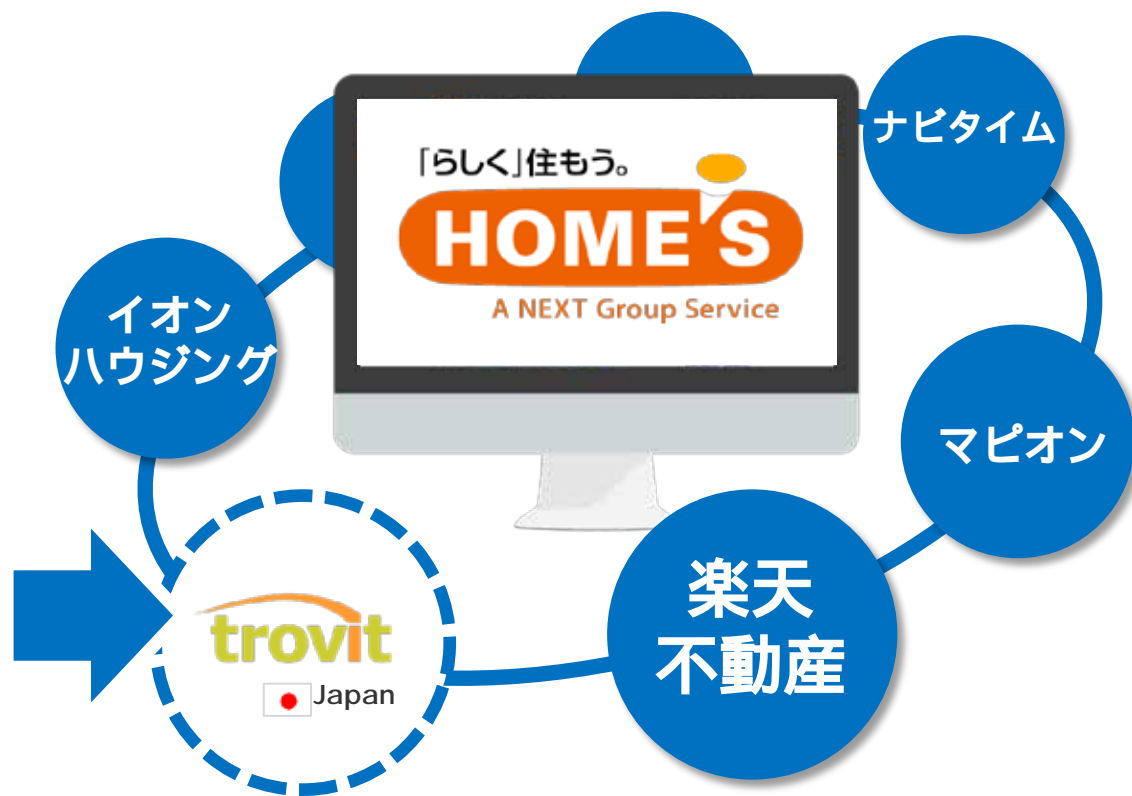 ナビタイム
「らしく」住もう。
HOME'S
A NEXT Group Service
イオン
ハウジング
マピオン
楽天
不動産
trovit
Japan